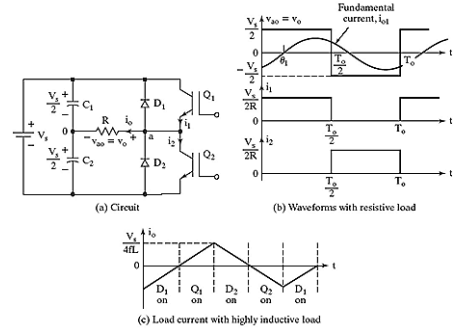 V_s/2
C_1
D_1
Q_1
V_s
0
R
i_o
a
i_1
−v_ao = v_o +
i_2
V_s/2
C_2
D_2
Q_2
(a) Circuit
Fundamental
current, i_o1
V_s/2
v_ao = v_o
0
θ_1
T_o/2
T_o
t
−V_s/2
i_1
V_s/2R
0
T_o/2
T_o
t
i_2
V_s/2R
0
T_o/2
T_o
t
(b) Waveforms with resistive load
V_s/4fL
i_o
0
t
D_1 Q_1 D_2 Q_2 D_1
on on on on on
(c) Load current with highly inductive load